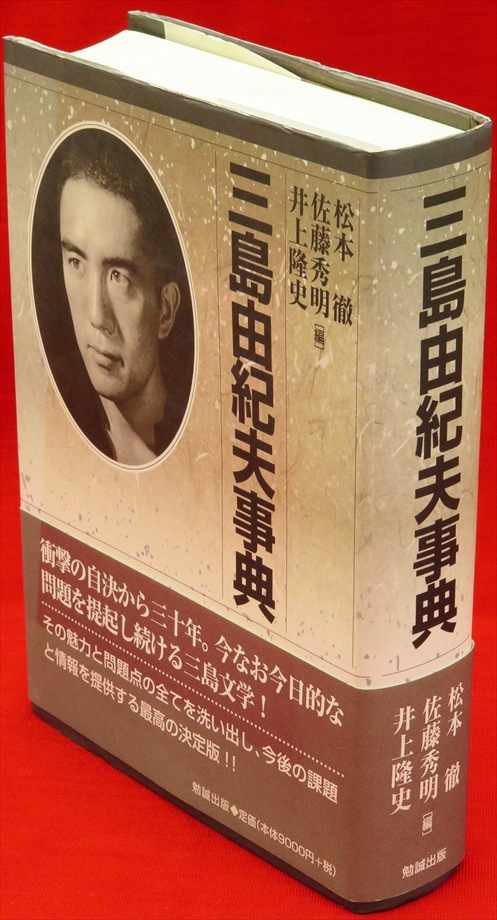 三島由紀夫事典
松本 徹
佐藤秀明
井上隆史
[編]
衝撃の自決から三十年。今なお今日的な
問題を提起し続ける三島文学！
その魅力と問題点の全てを洗い出し、今後の課題
と情報を提供する最高の決定版!!
勉誠出版◆定価(本体9000円+税)
三島由紀夫事典
松本 徹
佐藤秀明
井上隆史
[編]
勉誠出版